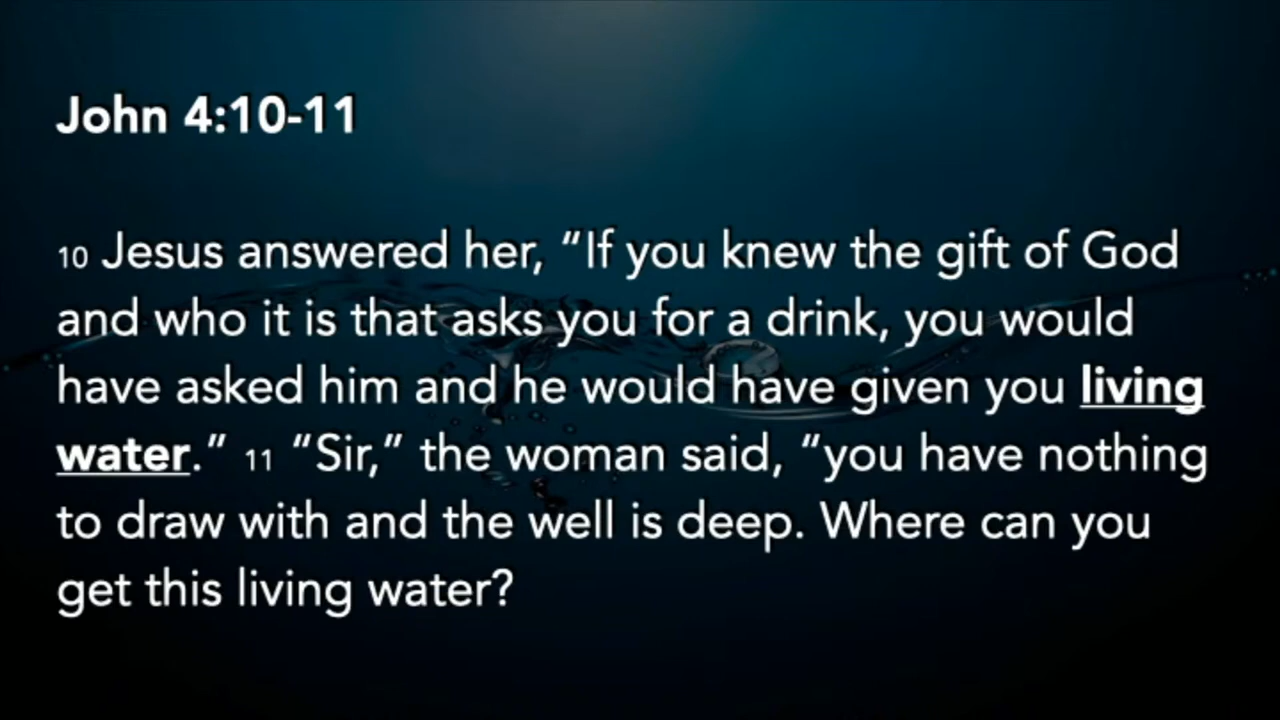 John 4:10-11
10 Jesus answered her, “If you knew the gift of God
and who it is that asks you for a drink, you would
have asked him and he would have given you living
water.” 11 “Sir,” the woman said, “you have nothing
to draw with and the well is deep. Where can you
get this living water?